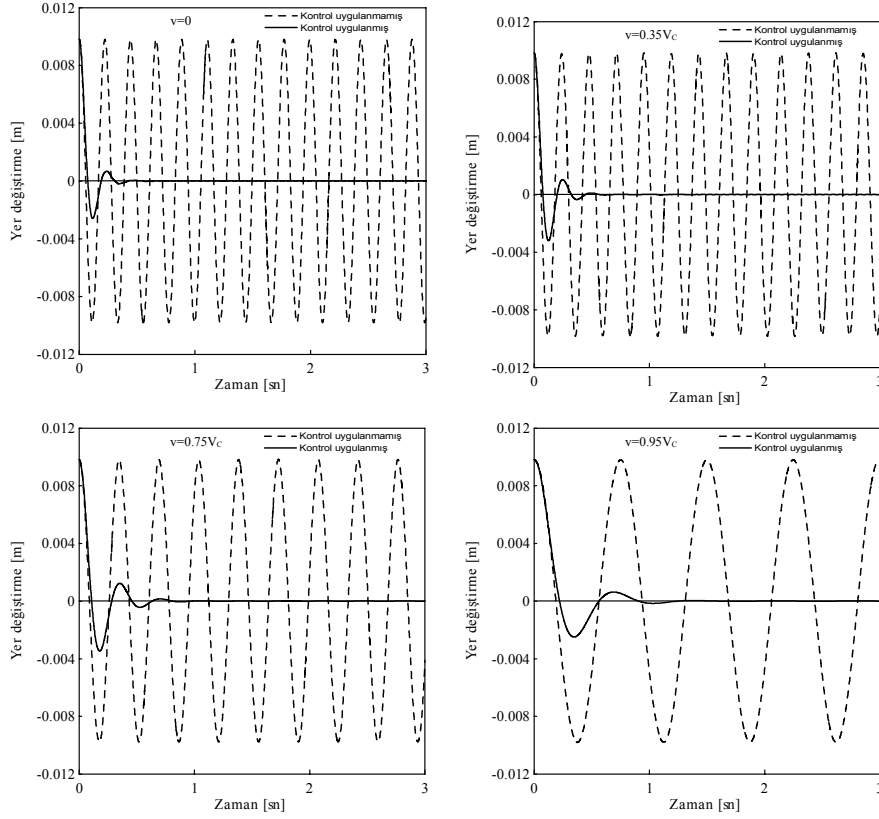 v=0
Kontrol uygulanmamış
Kontrol uygulanmış
0.012
0.008
0.004
0
-0.004
-0.008
-0.012
Yer değiştirme [m]
0 1 2 3
Zaman [sn]
v=0.35VC
Kontrol uygulanmamış
Kontrol uygulanmış
0.012
0.008
0.004
0
-0.004
-0.008
-0.012
Yer değiştirme [m]
0 1 2 3
Zaman [sn]
v=0.75VC
Kontrol uygulanmamış
Kontrol uygulanmış
0.012
0.008
0.004
0
-0.004
-0.008
-0.012
Yer değiştirme [m]
0 1 2 3
Zaman [sn]
v=0.95VC
Kontrol uygulanmamış
Kontrol uygulanmış
0.012
0.008
0.004
0
-0.004
-0.008
-0.012
Yer değiştirme [m]
0 1 2 3
Zaman [sn]